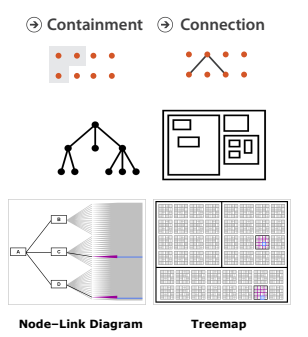 Containment Connection
B
A C
D
Node–Link Diagram Treemap